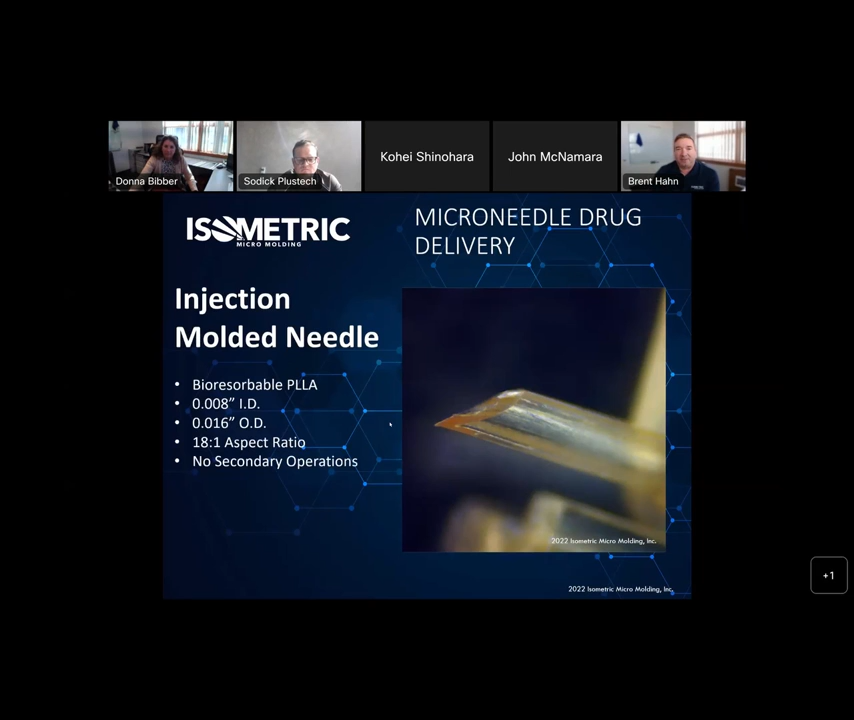 Donna Bibber
Sodick Plustech
Kohei Shinohara
John McNamara
Brent Hahn
ISOMETRIC
MICRO MOLDING
MICRONEEDLE DRUG
DELIVERY
Injection
Molded Needle
• Bioresorbable PLLA
• 0.008” I.D.
• 0.016” O.D.
• 18:1 Aspect Ratio
• No Secondary Operations
2022 Isometric Micro Molding, Inc.
2022 Isometric Micro Molding, Inc.
+1